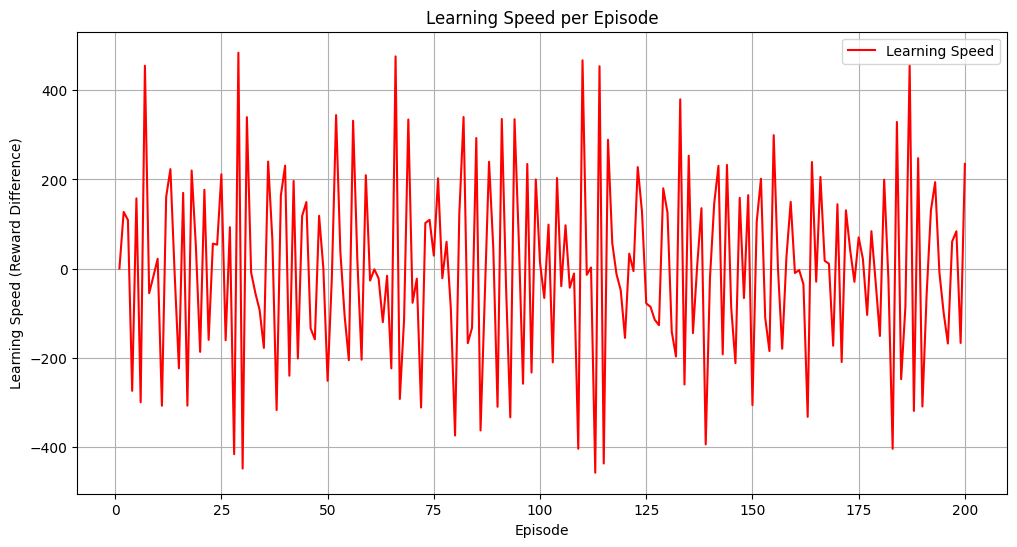 Learning Speed per Episode
Learning Speed
Learning Speed (Reward Difference)
400
200
0
−200
−400
0 25 50 75 100 125 150 175 200
Episode